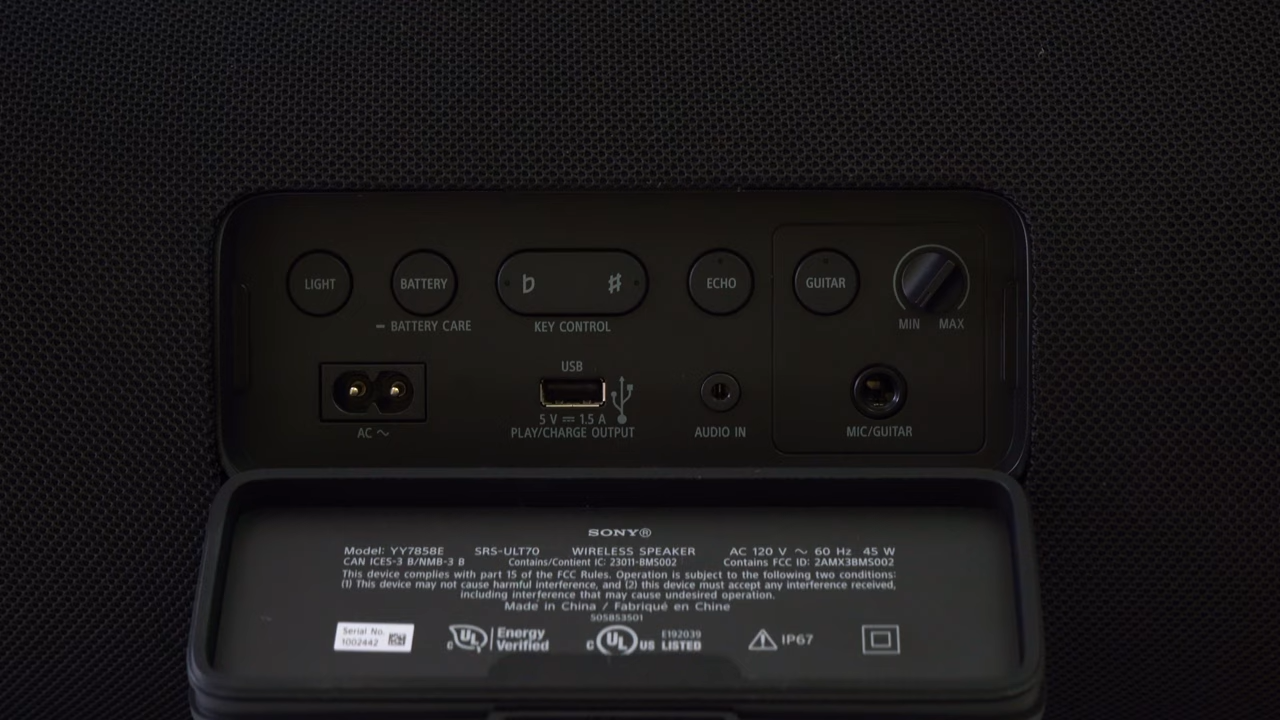 LIGHT BATTERY ♭ ♯ ECHO GUITAR
— BATTERY CARE KEY CONTROL MIN MAX
USB
5 V ⎓ 1.5 A
AC ~ PLAY/CHARGE OUTPUT AUDIO IN MIC/GUITAR
SONY®
Model: YY7858E SRS-ULT70 WIRELESS SPEAKER AC 120 V ~ 60 Hz 45 W
CAN ICES-3 B/NMB-3 B Contains/Contient IC: 23011-BMS002 Contains FCC ID: 2AMX3BMS002
This device complies with part 15 of the FCC Rules. Operation is subject to the following two conditions:
(1) This device may not cause harmful interference, and (2) this device must accept any interference received,
including interference that may cause undesired operation.
Made in China / Fabriqué en Chine
505853501
Serial No.
1002442
c UL Energy
Verified
c UL US E192039
LISTED
IP67